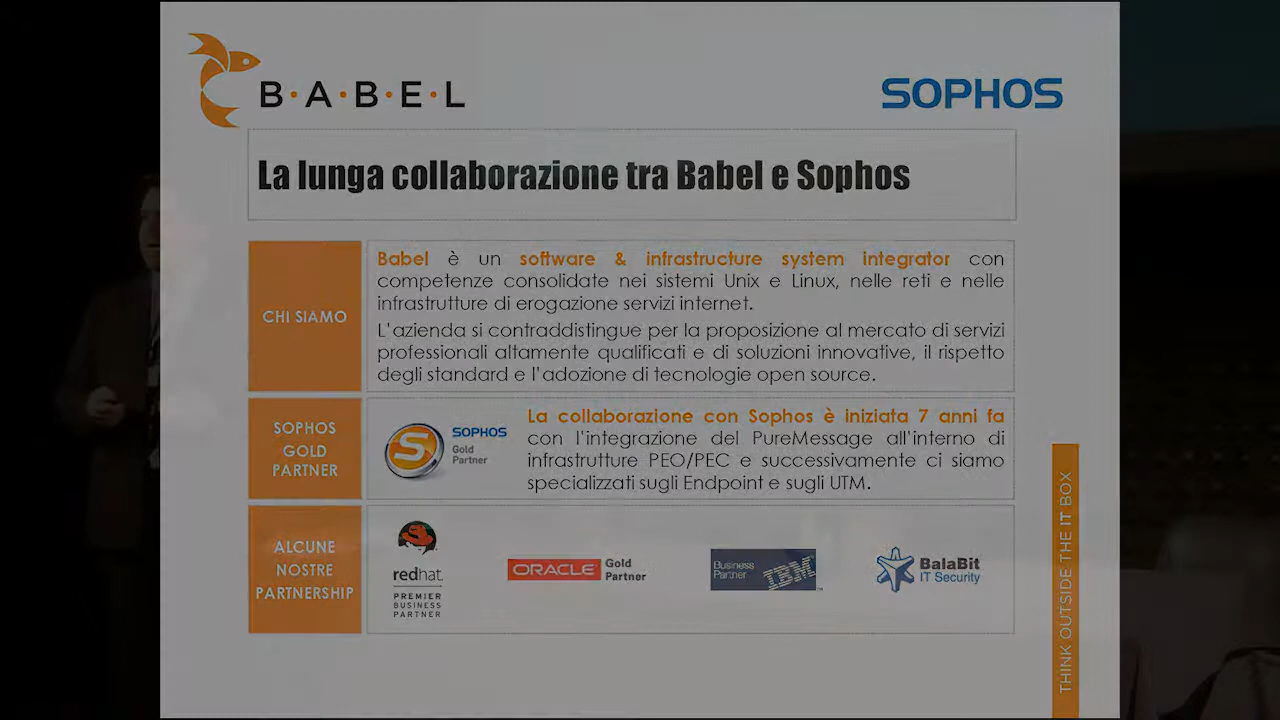 B·A·B·E·L
SOPHOS
La lunga collaborazione tra Babel e Sophos
CHI SIAMO
Babel è un software & infrastructure system integrator con
competenze consolidate nei sistemi Unix e Linux, nelle reti e nelle
infrastrutture di erogazione servizi internet.
L'azienda si contraddistingue per la proposizione al mercato di servizi
professionali altamente qualificati e di soluzioni innovative, il rispetto
degli standard e l'adozione di tecnologie open source.
SOPHOS
GOLD
PARTNER
S
SOPHOS
Gold
Partner
La collaborazione con Sophos è iniziata 7 anni fa
con l'integrazione del PureMessage all'interno di
infrastrutture PEO/PEC e successivamente ci siamo
specializzati sugli Endpoint e sugli UTM.
ALCUNE
NOSTRE
PARTNERSHIP
redhat.
PREMIER
BUSINESS
PARTNER
ORACLE
Gold
Partner
Business
Partner
IBM
BalaBit
IT Security
THINK OUTSIDE THE IT BOX